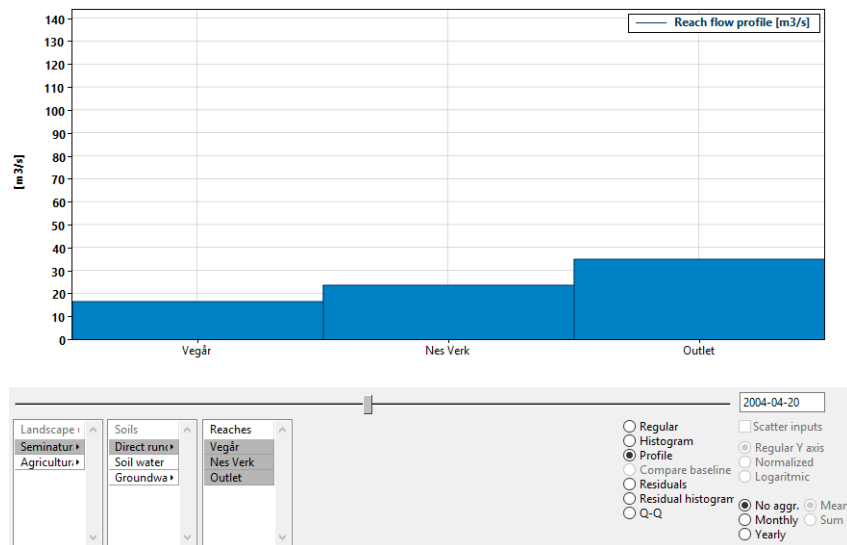 140
Reach flow profile [m3/s]
130
120
110
100
90
80
[m3/s]
70
60
50
40
30
20
10
0
Vegår Nes Verk Outlet
2004-04-20
Landscape u Soils Reaches
Seminatur Direct runo Vegår
Agricultura Soil water Nes Verk
Groundwa Outlet
Regular
Histogram
Profile
Compare baseline
Residuals
Residual histogram
Q-Q
Scatter inputs
Regular Y axis
Normalized
Logaritmic
No aggr. Mean
Monthly Sum
Yearly